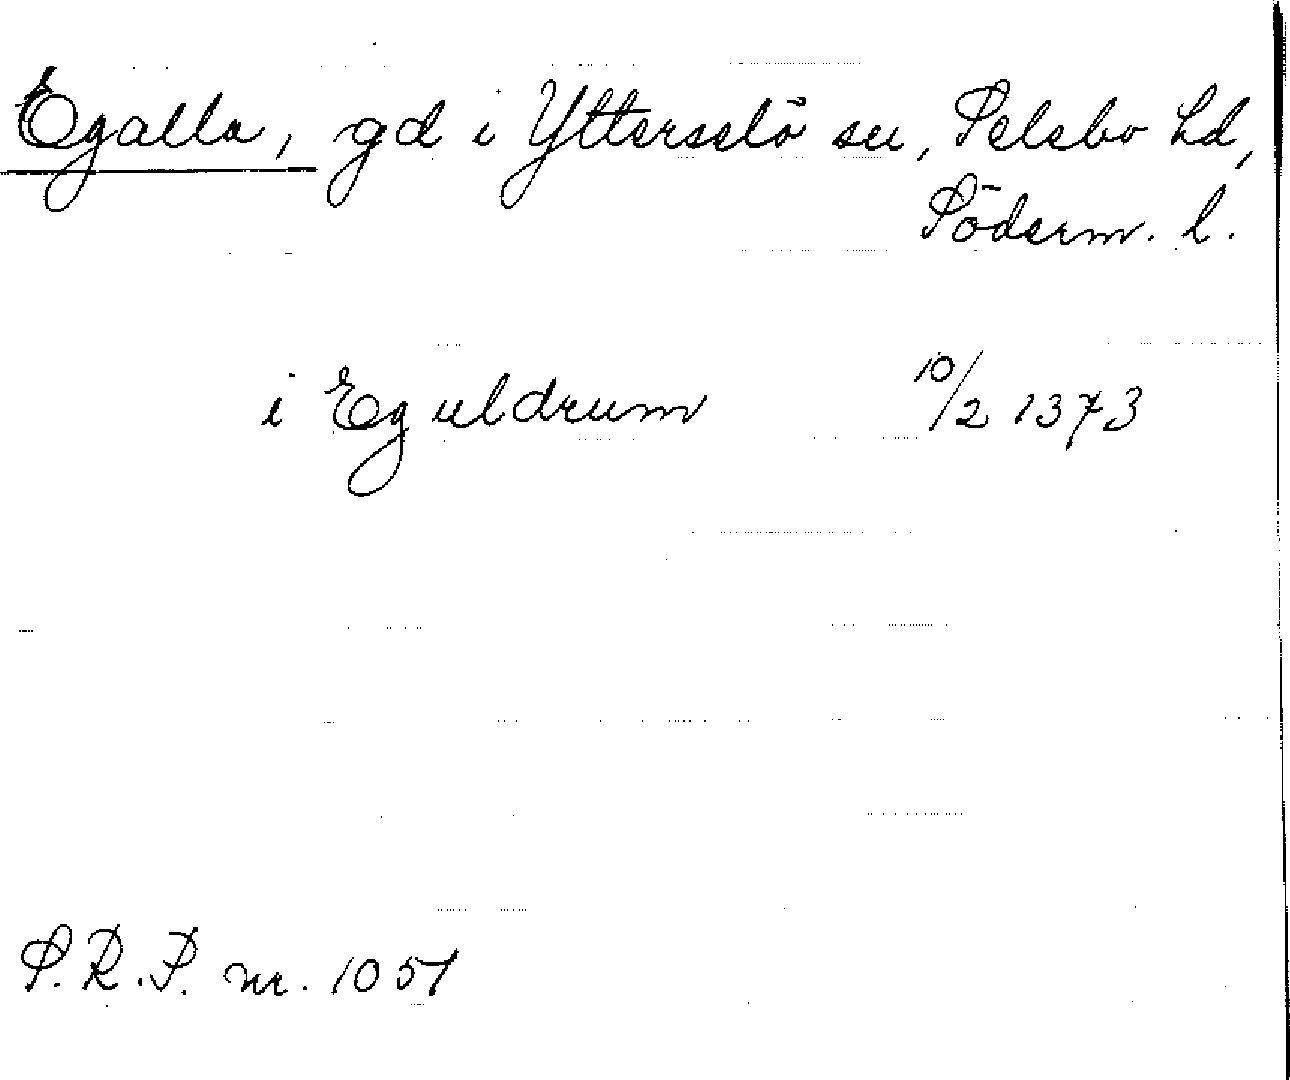 Egalla, gd i Ytterselö sn, Selebo hd,
Söderm. l.
i Eguldrum 10/2 1373
S.R.P. nr. 1051